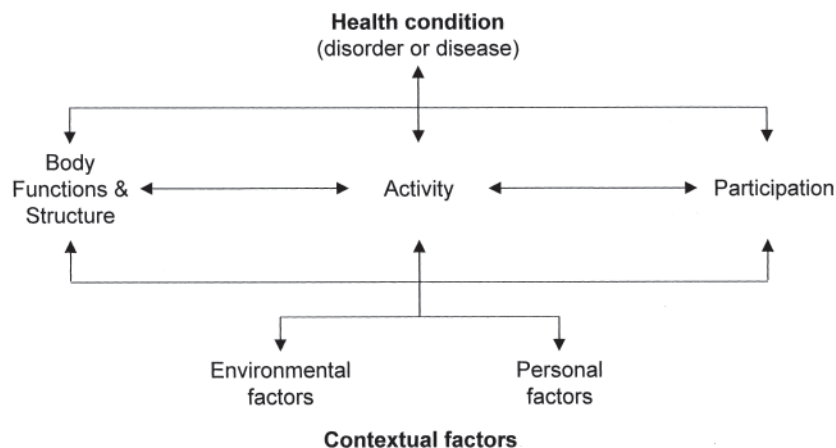 Health condition
(disorder or disease)
Body
Functions &
Structure
Activity
Participation
Environmental
factors
Personal
factors
Contextual factors